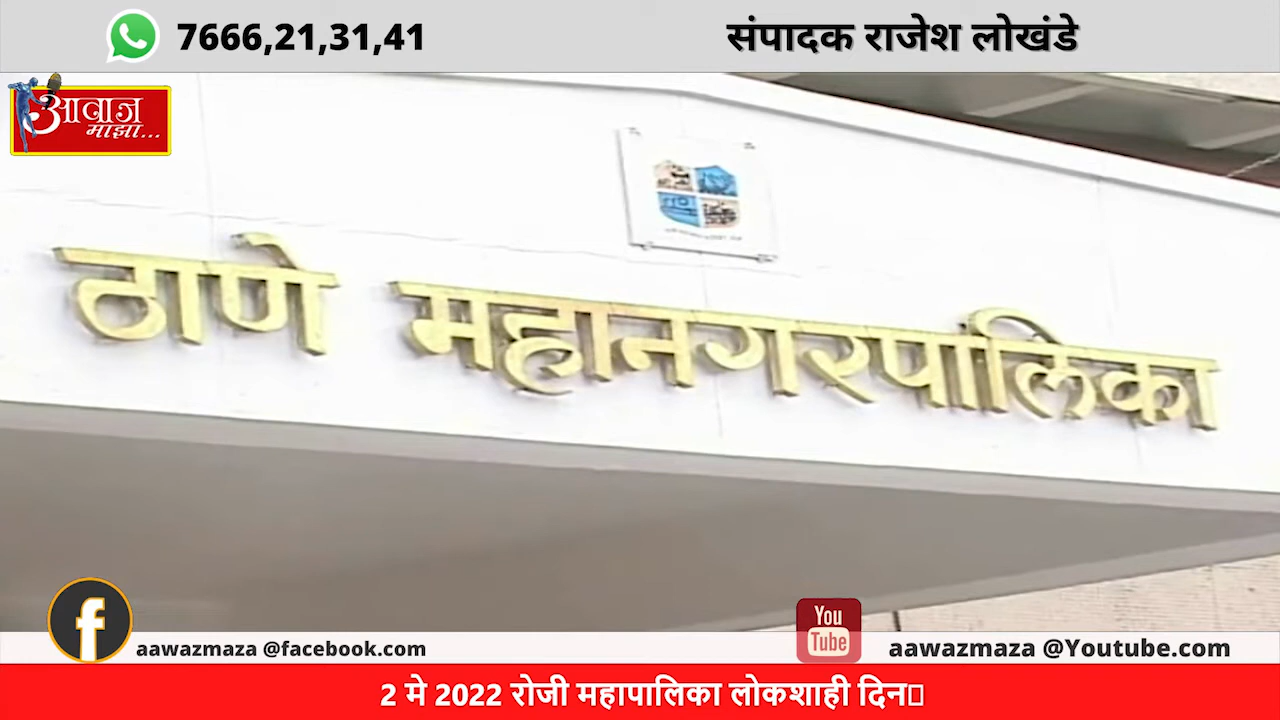 7666,21,31,41
संपादक राजेश लोखंडे
आवाज
माझा...
ठाणे महानगरपालिका
You
Tube
aawazmaza @facebook.com
aawazmaza @Youtube.com
2 मे 2022 रोजी महापालिका लोकशाही दिन